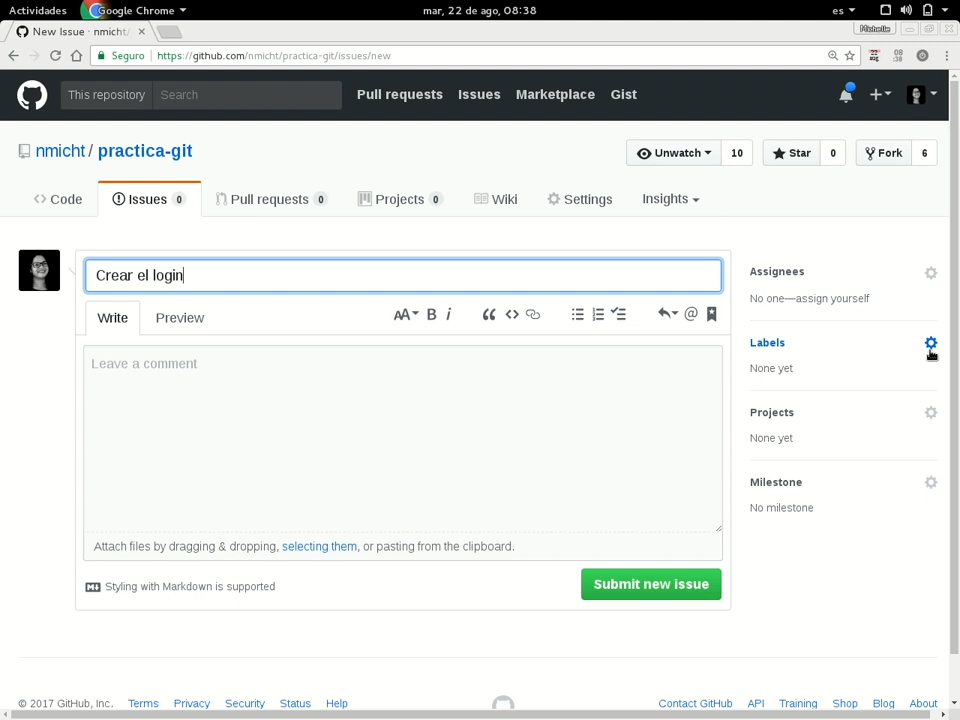 Actividades Google Chrome mar, 22 de ago, 08:38 es
New Issue · nmicht/ Michelle
Seguro https://github.com/nmicht/practica-git/issues/new
This repository Search Pull requests Issues Marketplace Gist
nmicht / practica-git Unwatch 10 Star 0 Fork 6
Code Issues 0 Pull requests 0 Projects 0 Wiki Settings Insights
Crear el login
Assignees
No one—assign yourself
Write Preview AA B i
Labels
None yet
Leave a comment
Projects
None yet
Milestone
No milestone
Attach files by dragging & dropping, selecting them, or pasting from the clipboard.
Styling with Markdown is supported
Submit new issue
© 2017 GitHub, Inc. Terms Privacy Security Status Help Contact GitHub API Training Shop Blog About